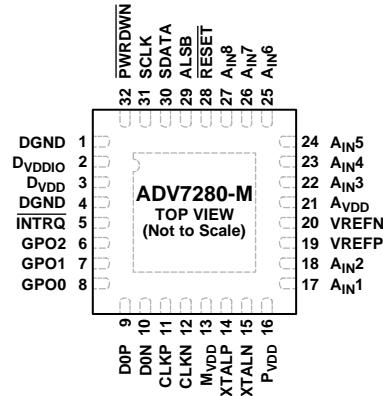 PWRDWN
SCLK
SDATA
ALSB
RESET
AIN8
AIN7
AIN6
32 31 30 29 28 27 26 25
DGND 1
DVDDIO 2
DVDD 3
DGND 4
INTRQ 5
GPO2 6
GPO1 7
GPO0 8
ADV7280-M
TOP VIEW
(Not to Scale)
24 AIN5
23 AIN4
22 AIN3
21 AVDD
20 VREFN
19 VREFP
18 AIN2
17 AIN1
9 10 11 12 13 14 15 16
D0P
D0N
CLKP
CLKN
MVDD
XTALP
XTALN
PVDD